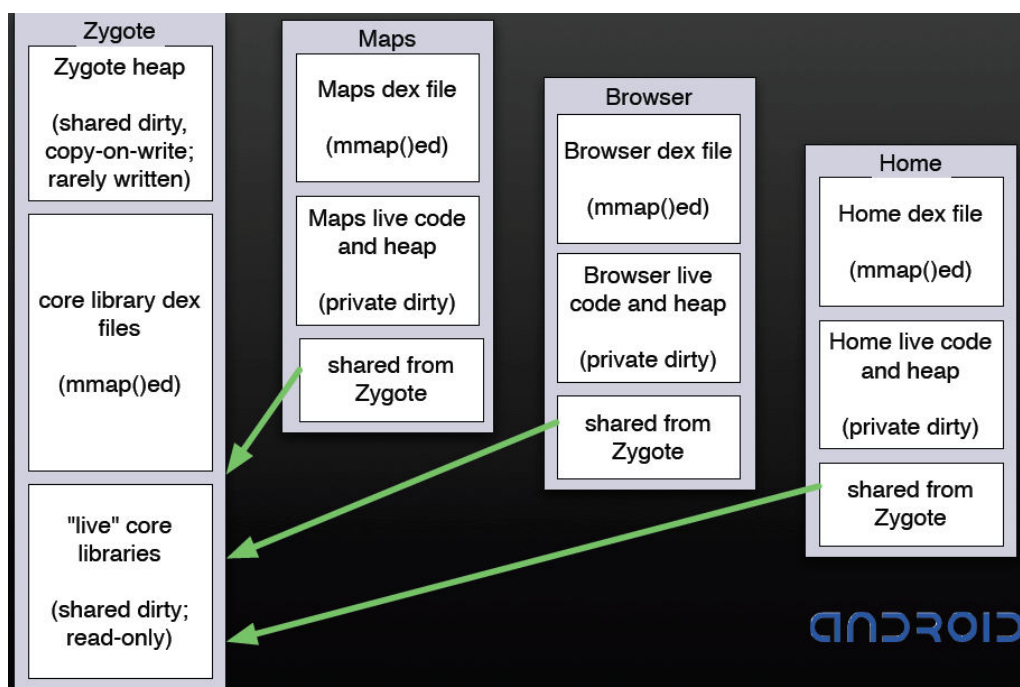 Zygote
Zygote heap
(shared dirty,
copy-on-write;
rarely written)
core library dex
files
(mmap()ed)
"live" core
libraries
(shared dirty;
read-only)
Maps
Maps dex file
(mmap()ed)
Maps live code
and heap
(private dirty)
shared from
Zygote
Browser
Browser dex file
(mmap()ed)
Browser live
code and heap
(private dirty)
shared from
Zygote
Home
Home dex file
(mmap()ed)
Home live code
and heap
(private dirty)
shared from
Zygote
ANDROID